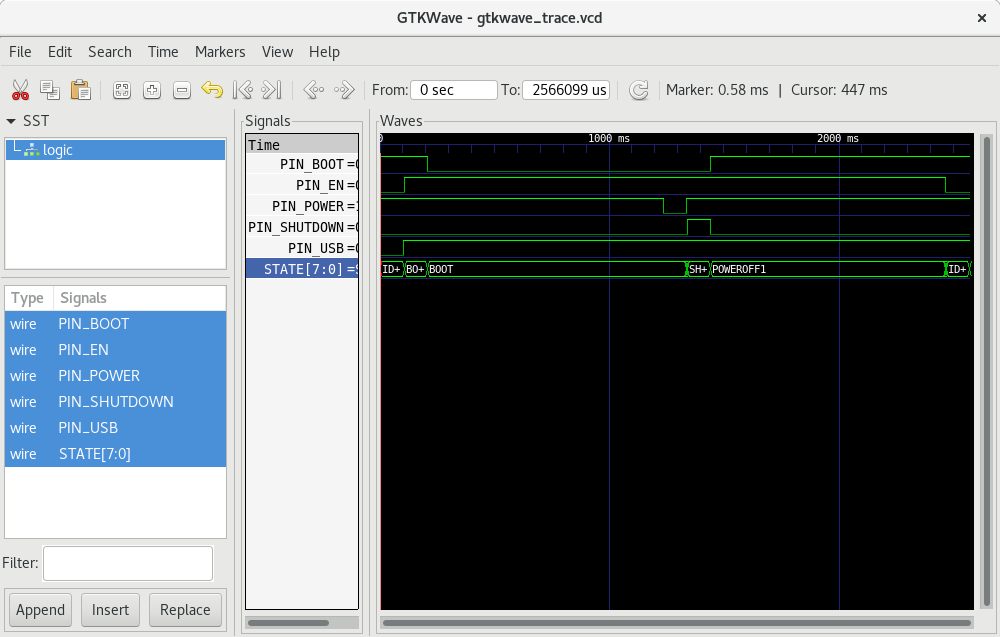 GTKWave - gtkwave_trace.vcd
File Edit Search Time Markers View Help
From: 0 sec To: 2566099 us Marker: 0.58 ms | Cursor: 447 ms
SST
logic
Type Signals
wire PIN_BOOT
wire PIN_EN
wire PIN_POWER
wire PIN_SHUTDOWN
wire PIN_USB
wire STATE[7:0]
Filter:
Append Insert Replace
Signals
Time
PIN_BOOT =0
PIN_EN =0
PIN_POWER =1
PIN_SHUTDOWN =0
PIN_USB =0
STATE[7:0] =S
Waves
0 1000 ms 2000 ms
ID+ BO+ BOOT SH+ POWEROFF1 ID+